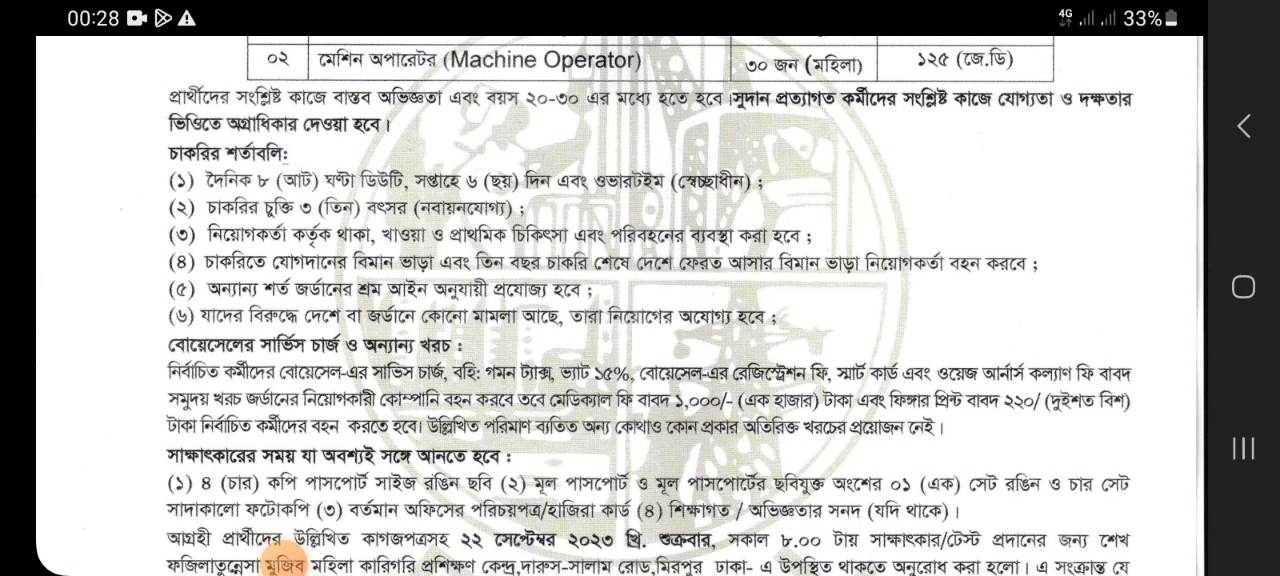 00:28 4G 33%
০২ মেশিন অপারেটর (Machine Operator) ৩০ জন (মহিলা) ১২৫ (জে.ডি)
প্রার্থীদের সংশ্লিষ্ট কাজে বাস্তব অভিজ্ঞতা এবং বয়স ২০-৩০ এর মধ্যে হতে হবে।সুদান প্রত্যাগত কর্মীদের সংশ্লিষ্ট কাজে যোগ্যতা ও দক্ষতার
ভিত্তিতে অগ্রাধিকার দেওয়া হবে।
চাকরির শর্তাবলি:
(১) দৈনিক ৮ (আট) ঘণ্টা ডিউটি, সপ্তাহে ৬ (ছয়) দিন এবং ওভারটইম (স্বেচ্ছাধীন) ;
(২) চাকরির চুক্তি ৩ (তিন) বৎসর (নবায়নযোগ্য) ;
(৩) নিয়োগকর্তা কর্তৃক থাকা, খাওয়া ও প্রাথমিক চিকিৎসা এবং পরিবহনের ব্যবস্থা করা হবে ;
(৪) চাকরিতে যোগদানের বিমান ভাড়া এবং তিন বছর চাকরি শেষে দেশে ফেরত আসার বিমান ভাড়া নিয়োগকর্তা বহন করবে ;
(৫) অন্যান্য শর্ত জর্ডানের শ্রম আইন অনুযায়ী প্রযোজ্য হবে ;
(৬) যাদের বিরুদ্ধে দেশে বা জর্ডানে কোনো মামলা আছে, তারা নিয়োগের অযোগ্য হবে ;
বোয়েসেলের সার্ভিস চার্জ ও অন্যান্য খরচ :
নির্বাচিত কর্মীদের বোয়েসেল-এর সার্ভিস চার্জ, বহি: গমন ট্যাক্স, ভ্যাট ১৫%, বোয়েসেল-এর রেজিস্ট্রেশন ফি, স্মার্ট কার্ড এবং ওয়েজ আর্নার্স কল্যাণ ফি বাবদ
সমুদয় খরচ জর্ডানের নিয়োগকারী কোম্পানি বহন করবে তবে মেডিক্যাল ফি বাবদ ১,০০০/- (এক হাজার) টাকা এবং ফিঙ্গার প্রিন্ট বাবদ ২২০/ (দুইশত বিশ)
টাকা নির্বাচিত কর্মীদের বহন করতে হবে। উল্লিখিত পরিমাণ ব্যতিত অন্য কোথাও কোন প্রকার অতিরিক্ত খরচের প্রয়োজন নেই।
সাক্ষাৎকারের সময় যা অবশ্যই সঙ্গে আনতে হবে :
(১) ৪ (চার) কপি পাসপোর্ট সাইজ রঙিন ছবি (২) মূল পাসপোর্ট ও মূল পাসপোর্টের ছবিযুক্ত অংশের ০১ (এক) সেট রঙিন ও চার সেট
সাদাকালো ফটোকপি (৩) বর্তমান অফিসের পরিচয়পত্র/হাজিরা কার্ড (৪) শিক্ষাগত / অভিজ্ঞতার সনদ (যদি থাকে)।
আগ্রহী প্রার্থীদের উল্লিখিত কাগজপত্রসহ ২২ সেপ্টেম্বর ২০২৩ খ্রি. শুক্রবার, সকাল ৮.০০ টায় সাক্ষাৎকার/টেস্ট প্রদানের জন্য শেখ
ফজিলাতুন্নেসা মুজিব মহিলা কারিগরি প্রশিক্ষণ কেন্দ্র,দারুস-সালাম রোড,মিরপুর ঢাকা- এ উপস্থিত থাকতে অনুরোধ করা হলো। এ সংক্রান্ত যে